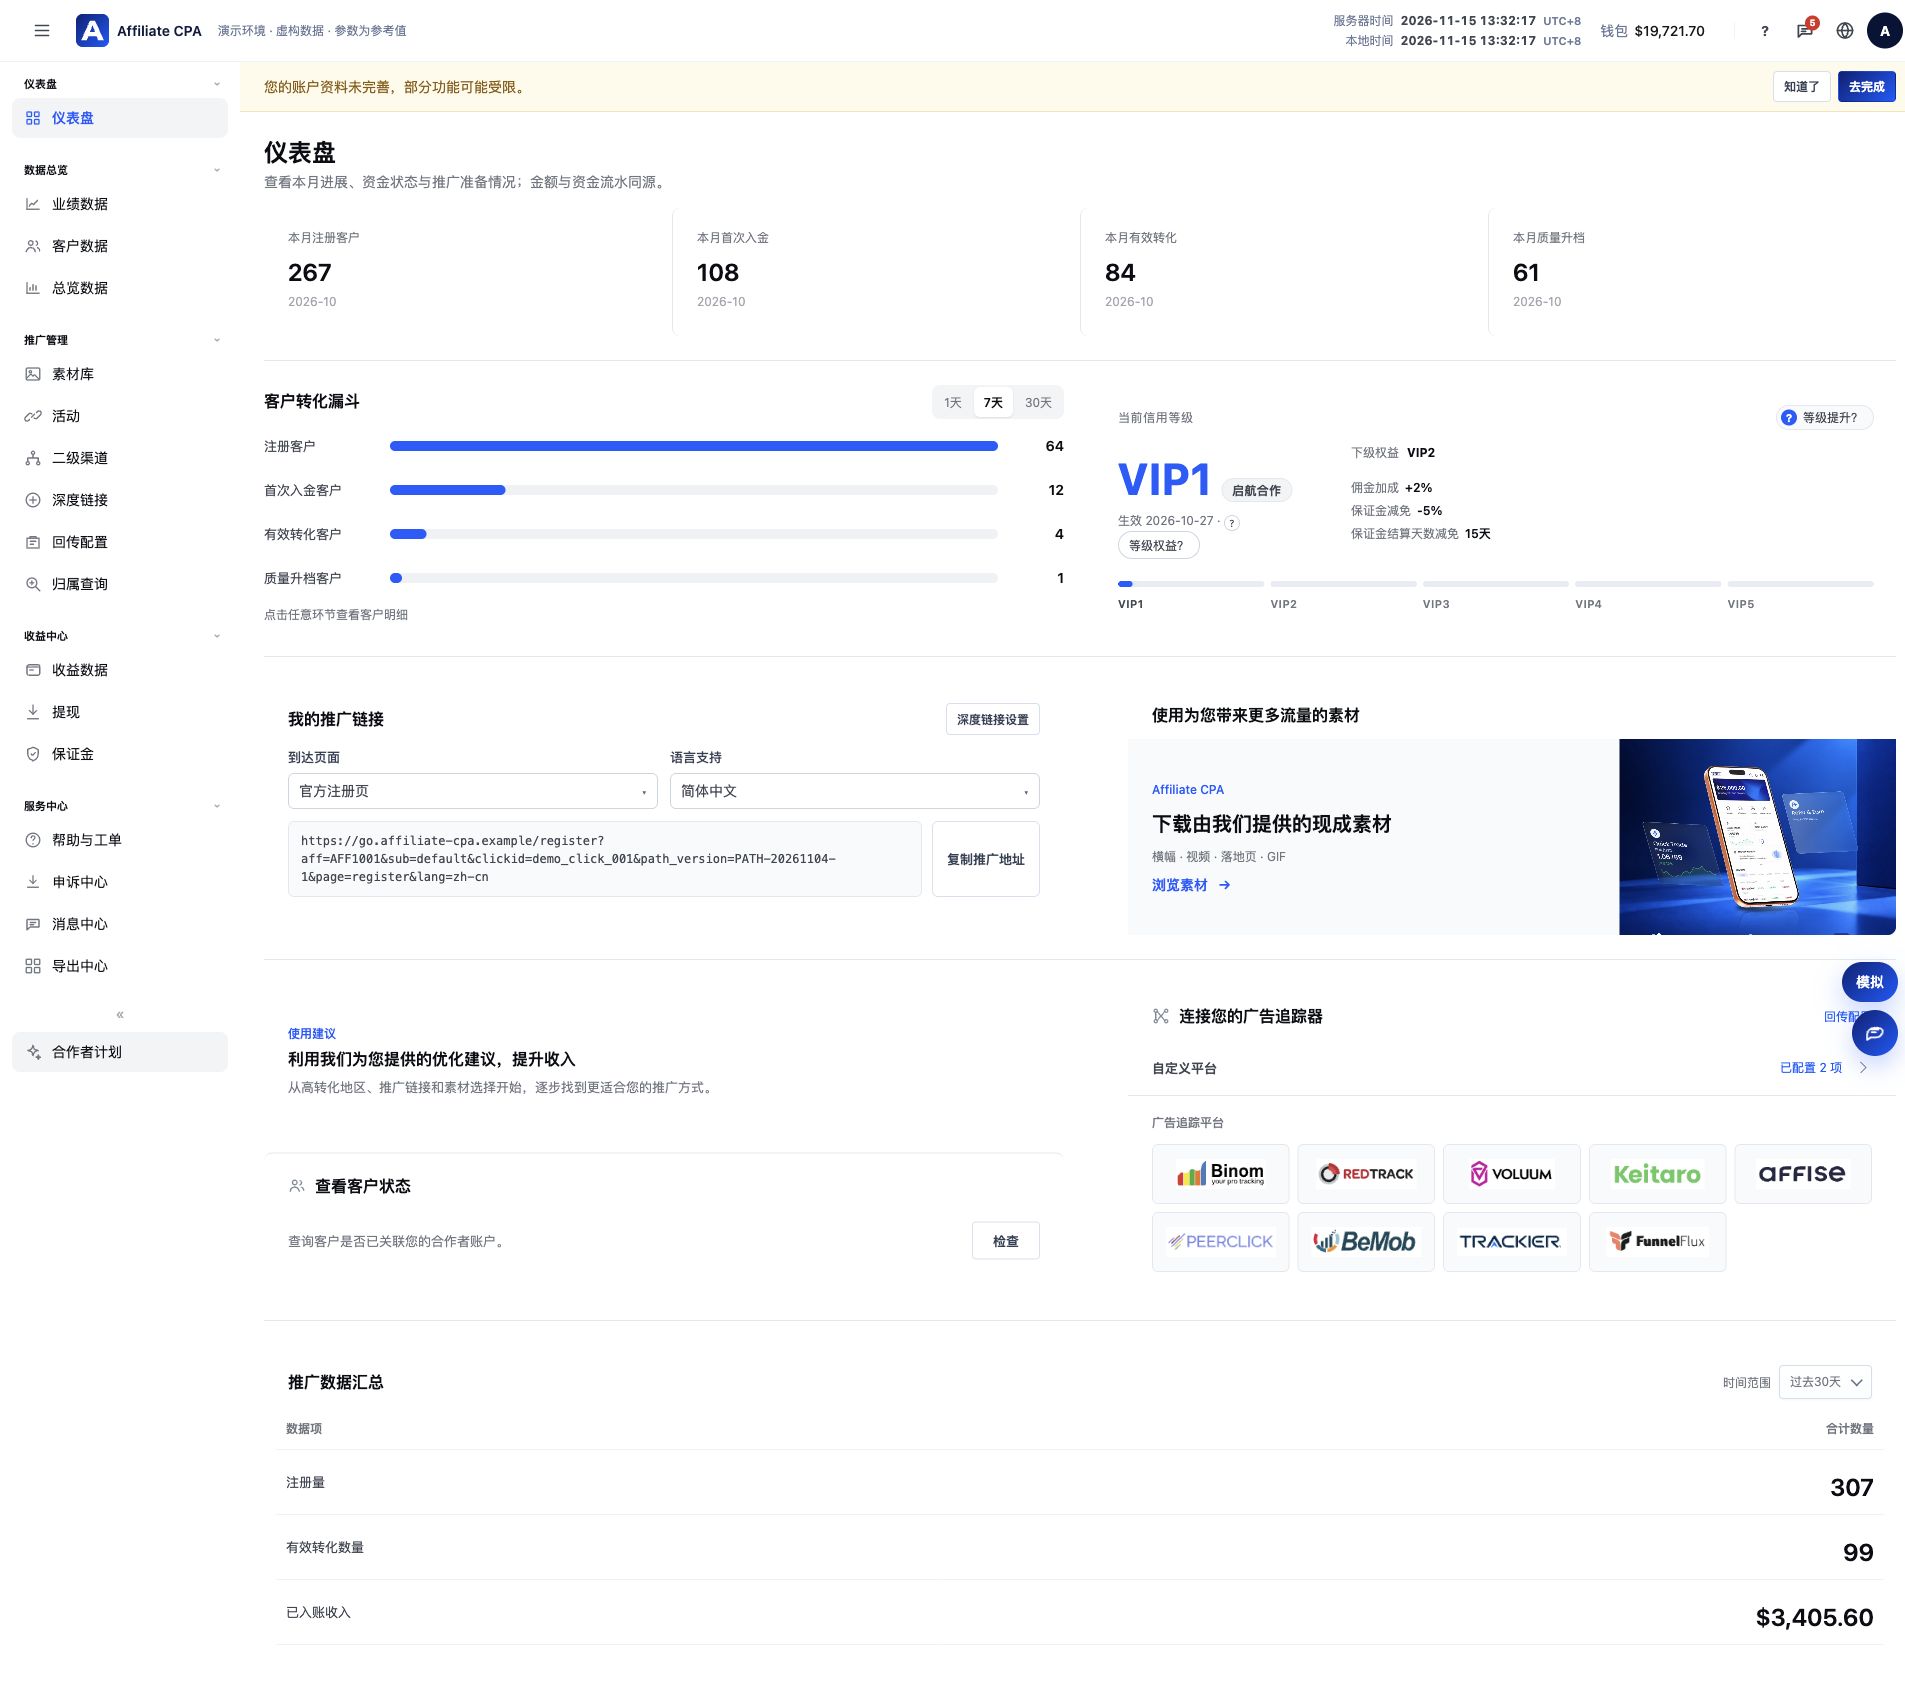 Affiliate CPA
演示环境 · 虚构数据 · 参数为参考值
服务器时间 2026-11-15 13:32:17 UTC+8
本地时间 2026-11-15 13:32:17 UTC+8
钱包 $19,721.70
?
5
A
仪表盘
仪表盘
数据总览
业绩数据
客户数据
总览数据
推广管理
素材库
活动
二级渠道
深度链接
回传配置
归属查询
收益中心
收益数据
提现
保证金
服务中心
帮助与工单
申诉中心
消息中心
导出中心
«
合作者计划
您的账户资料未完善，部分功能可能受限。
知道了
去完成
仪表盘
查看本月进展、资金状态与推广准备情况；金额与资金流水同源。
本月注册客户
267
2026-10
本月首次入金
108
2026-10
本月有效转化
84
2026-10
本月质量升档
61
2026-10
客户转化漏斗
1天 7天 30天
注册客户 64
首次入金客户 12
有效转化客户 4
质量升档客户 1
点击任意环节查看客户明细
当前信用等级
? 等级提升?
VIP1 启航合作
生效 2026-10-27 · ?
等级权益?
下级权益 VIP2
佣金加成 +2%
保证金减免 -5%
保证金结算天数减免 15天
VIP1 VIP2 VIP3 VIP4 VIP5
我的推广链接
深度链接设置
到达页面
官方注册页
语言支持
简体中文
https://go.affiliate-cpa.example/register?
aff=AFF1001&sub=default&clickid=demo_click_001&path_version=PATH-20261104-
1&page=register&lang=zh-cn
复制推广地址
使用为您带来更多流量的素材
Affiliate CPA
下载由我们提供的现成素材
横幅 · 视频 · 落地页 · GIF
浏览素材 →
Quick Trade
模拟
使用建议
利用我们为您提供的优化建议，提升收入
从高转化地区、推广链接和素材选择开始，逐步找到更适合您的推广方式。
查看客户状态
查询客户是否已关联您的合作者账户。
检查
连接您的广告追踪器
回传配
自定义平台
已配置 2 项
广告追踪平台
Binom
your pro tracking
REDTRACK
VOLUUM
Keitaro
AFFISE
PEERCLICK
BeMob
TRACKIER
FunnelFlux
推广数据汇总
时间范围 过去30天
数据项 合计数量
注册量 307
有效转化数量 99
已入账收入 $3,405.60